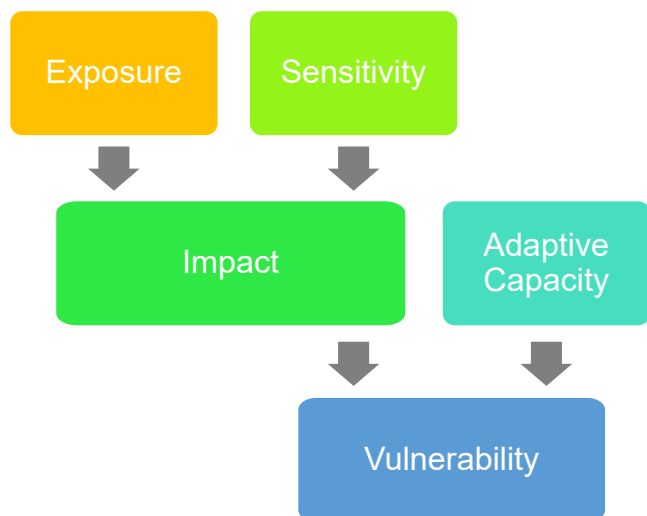 Exposure
Sensitivity
Impact
Adaptive
Capacity
Vulnerability